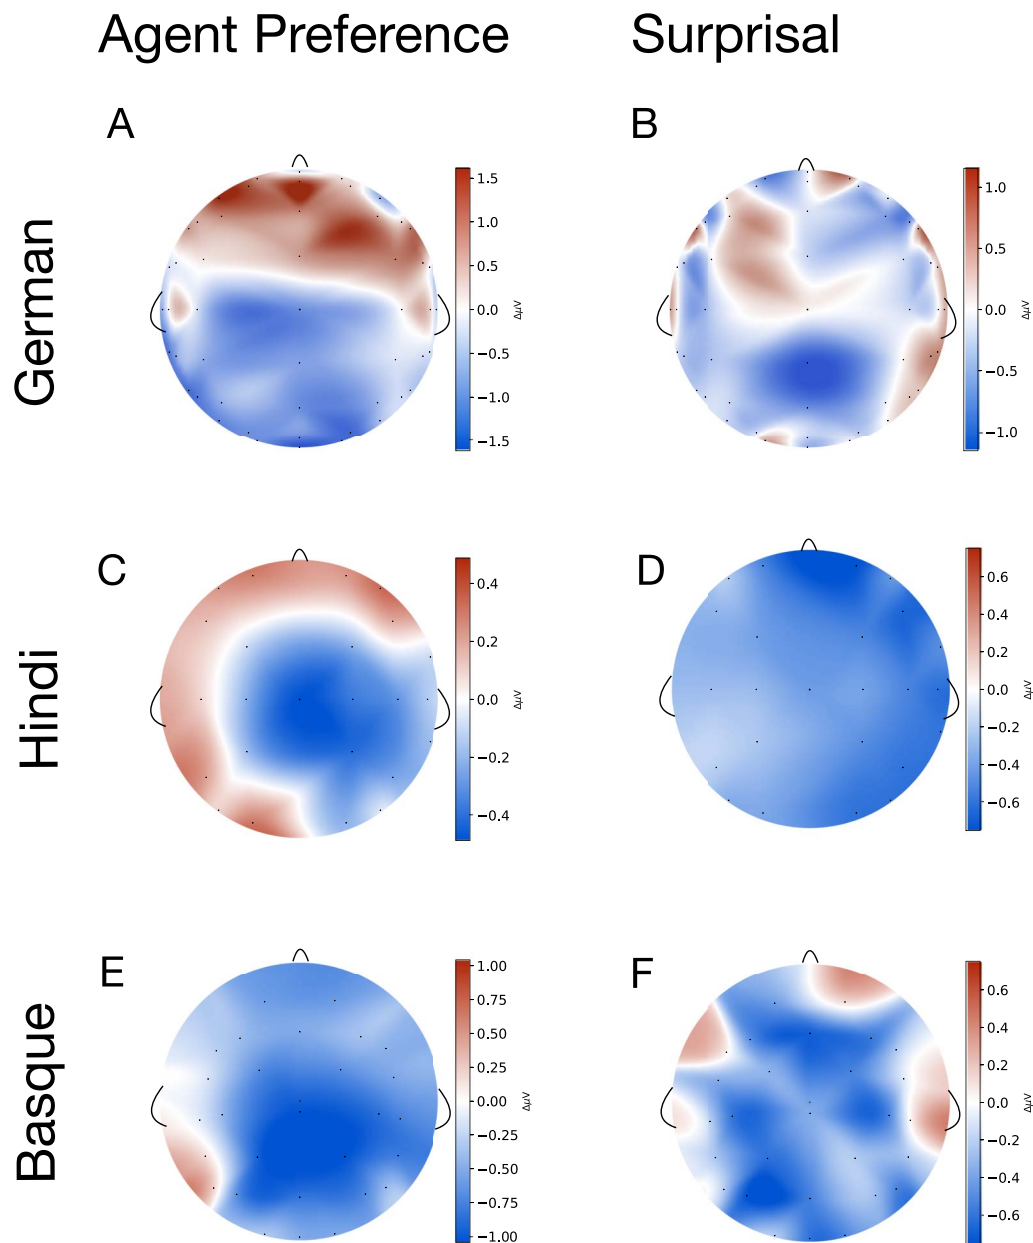 Agent Preference
Surprisal
German
A
1.5
1.0
0.5
0.0
−0.5
−1.0
−1.5
ΔμV
B
1.0
0.5
0.0
−0.5
−1.0
ΔμV
Hindi
C
0.4
0.2
0.0
−0.2
−0.4
ΔμV
D
0.6
0.4
0.2
0.0
−0.2
−0.4
−0.6
ΔμV
Basque
E
1.00
0.75
0.50
0.25
0.00
−0.25
−0.50
−0.75
−1.00
ΔμV
F
0.6
0.4
0.2
0.0
−0.2
−0.4
−0.6
ΔμV